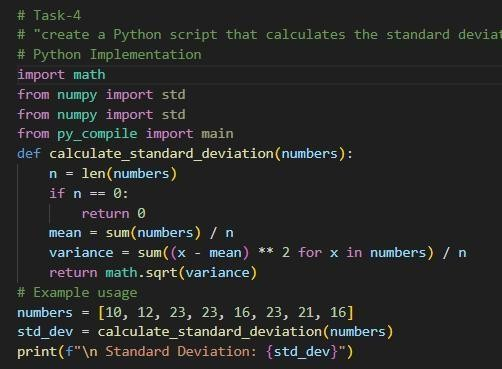 # Task-4
# "create a Python script that calculates the standard
# Python Implementation
import math
from numpy import std
from numpy import std
from py_compile import main
def calculate_standard_deviation(numbers):
    n = len(numbers)
    if n == 0:
        return 0
    mean = sum(numbers) / n
    variance = sum((x - mean) ** 2 for x in numbers) / n
    return math.sqrt(variance)
# Example usage
numbers = [10, 12, 23, 23, 16, 23, 21, 16]
std_dev = calculate_standard_deviation(numbers)
print(f"\n Standard Deviation: {std_dev}")